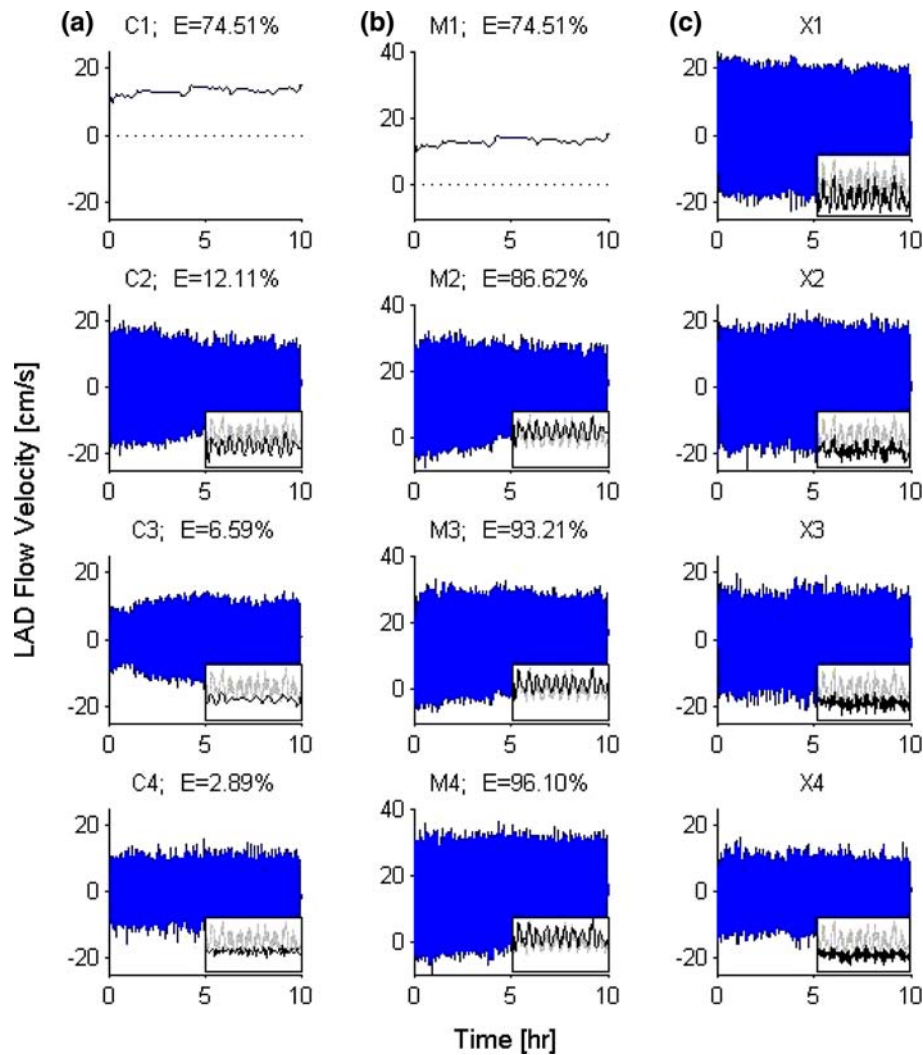 (a) C1; E=74.51% (b) M1; E=74.51% (c) X1
20 40 20
0 20 0
-20 0 -20
0 5 10 0 5 10 0 5 10
C2; E=12.11% M2; E=86.62% X2
20 40 20
0 20 0
-20 0 -20
0 5 10 0 5 10 0 5 10
C3; E=6.59% M3; E=93.21% X3
20 40 20
0 20 0
-20 0 -20
0 5 10 0 5 10 0 5 10
C4; E=2.89% M4; E=96.10% X4
20 40 20
0 20 0
-20 0 -20
0 5 10 0 5 10 0 5 10
LAD Flow Velocity [cm/s]
Time [hr]